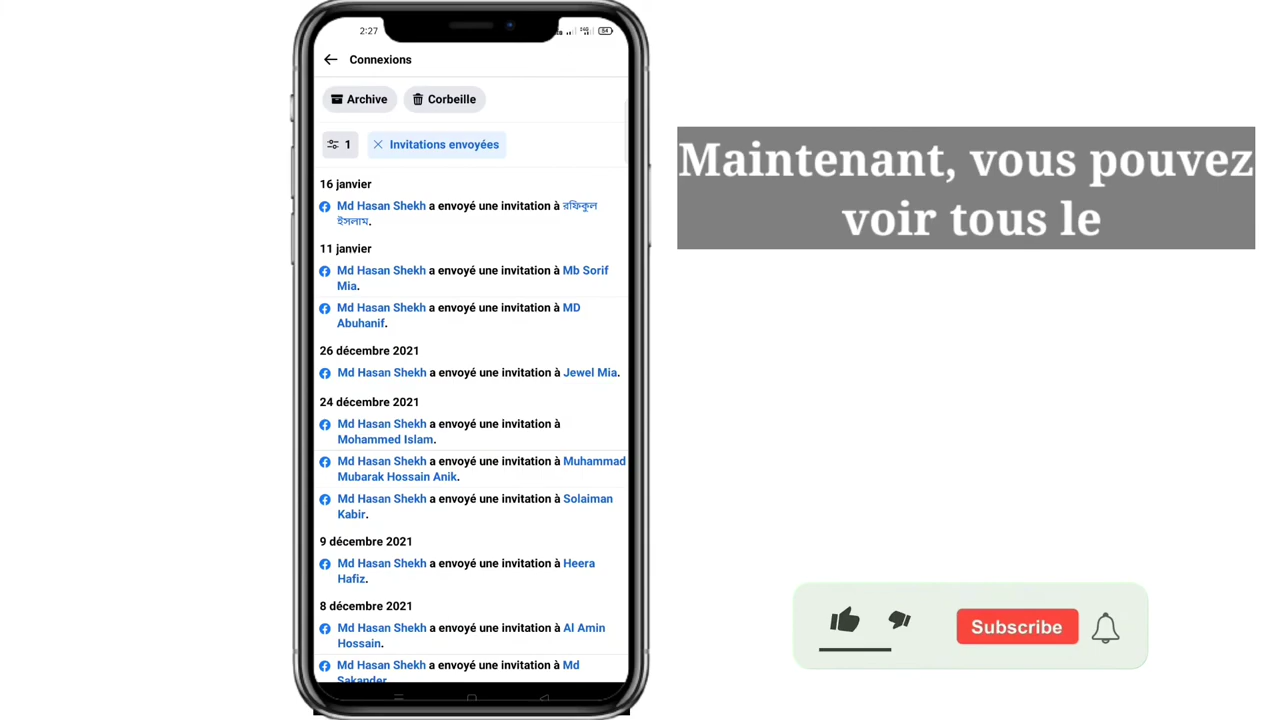 2:27
54
Connexions
Archive
Corbeille
1
Invitations envoyées
16 janvier
Md Hasan Shekh a envoyé une invitation à রফিকুল
ইসলাম.
11 janvier
Md Hasan Shekh a envoyé une invitation à Mb Sorif
Mia.
Md Hasan Shekh a envoyé une invitation à MD
Abuhanif.
26 décembre 2021
Md Hasan Shekh a envoyé une invitation à Jewel Mia.
24 décembre 2021
Md Hasan Shekh a envoyé une invitation à
Mohammed Islam.
Md Hasan Shekh a envoyé une invitation à Muhammad
Mubarak Hossain Anik.
Md Hasan Shekh a envoyé une invitation à Solaiman
Kabir.
9 décembre 2021
Md Hasan Shekh a envoyé une invitation à Heera
Hafiz.
8 décembre 2021
Md Hasan Shekh a envoyé une invitation à Al Amin
Hossain.
Md Hasan Shekh a envoyé une invitation à Md
Sakander
Maintenant, vous pouvez
voir tous le
Subscribe